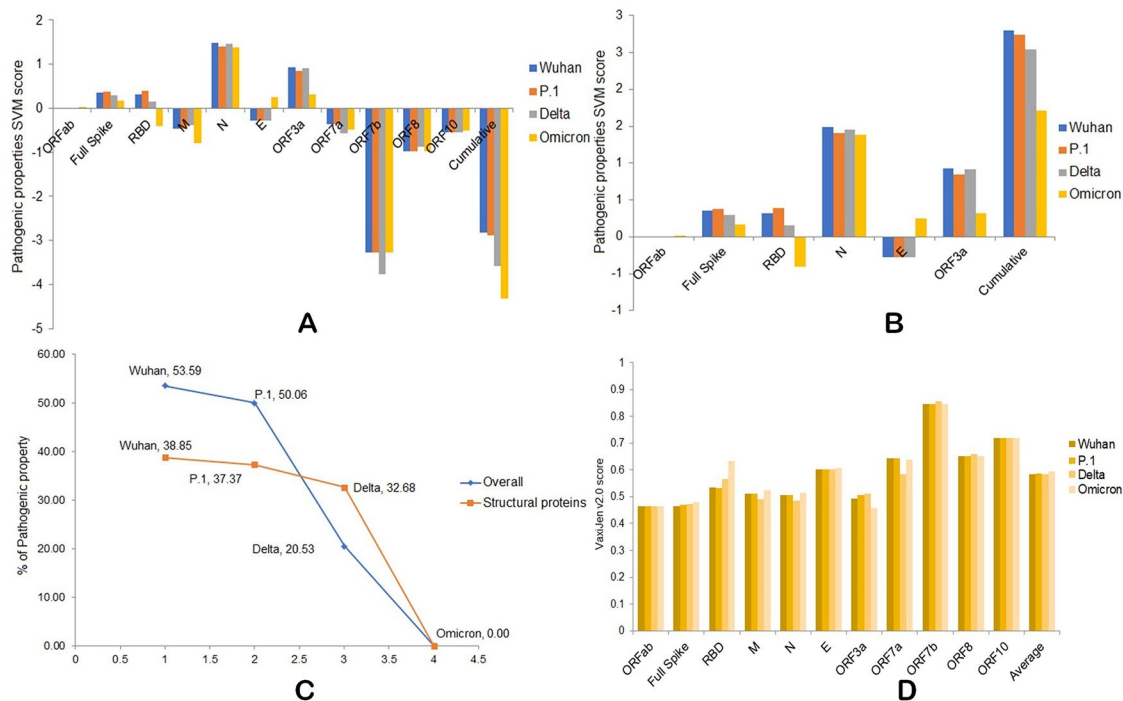 2
1
0
-1
-2
-3
-4
-5
Pathogenic properties SVM score
ORFab
Full Spike
RBD
M
N
E
ORF3a
ORF7a
ORF7b
ORF8
ORF10
Cumulative
Wuhan
P.1
Delta
Omicron
A
3
3
2
2
1
1
0
-1
-1
Pathogenic properties SVM score
ORFab
Full Spike
RBD
N
E
ORF3a
Cumulative
Wuhan
P.1
Delta
Omicron
B
60.00
50.00
40.00
30.00
20.00
10.00
0.00
% of Pathogenic property
Wuhan, 53.59
P.1, 50.06
Wuhan, 38.85
P.1, 37.37
Delta, 32.68
Delta, 20.53
Omicron, 0.00
Overall
Structural proteins
0 0.5 1 1.5 2 2.5 3 3.5 4 4.5
C
1
0.9
0.8
0.7
0.6
0.5
0.4
0.3
0.2
0.1
0
VaxiJen v2.0 score
ORFab
Full Spike
RBD
M
N
E
ORF3a
ORF7a
ORF7b
ORF8
ORF10
Average
Wuhan
P.1
Delta
Omicron
D